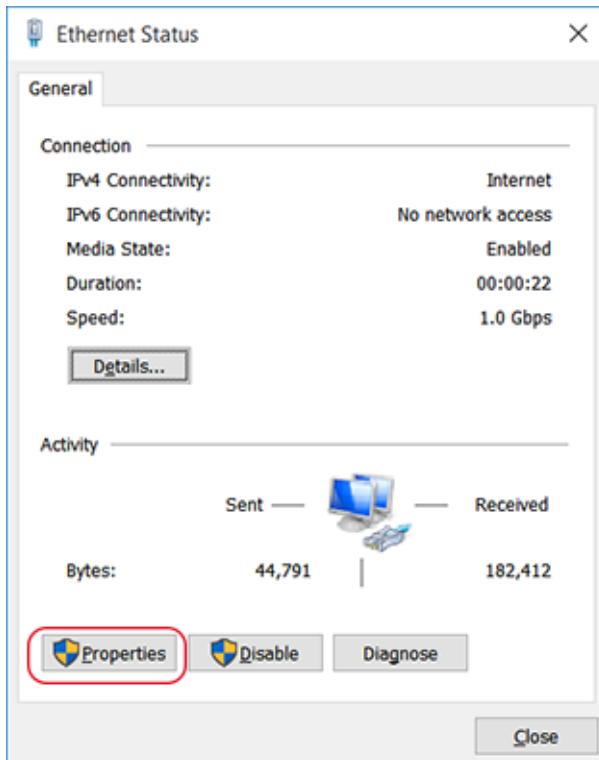 Ethernet Status
General
Connection
IPv4 Connectivity: Internet
IPv6 Connectivity: No network access
Media State: Enabled
Duration: 00:00:22
Speed: 1.0 Gbps
Details...
Activity
Sent Received
Bytes: 44,791 182,412
Properties Disable Diagnose
Close